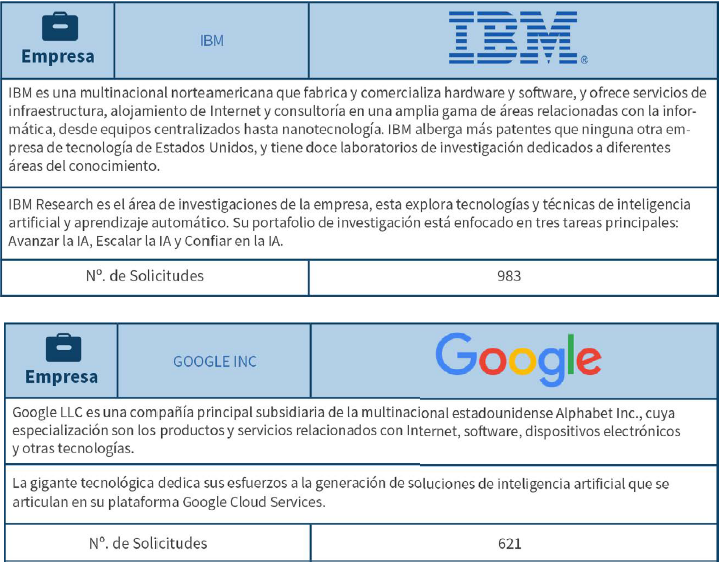 Empresa
IBM
IBM®
IBM es una multinacional norteamericana que fabrica y comercializa hardware y software, y ofrece servicios de
infraestructura, alojamiento de Internet y consultoría en una amplia gama de áreas relacionadas con la infor-
mática, desde equipos centralizados hasta nanotecnología. IBM alberga más patentes que ninguna otra em-
presa de tecnología de Estados Unidos, y tiene doce laboratorios de investigación dedicados a diferentes
áreas del conocimiento.
IBM Research es el área de investigaciones de la empresa, esta explora tecnologías y técnicas de inteligencia
artificial y aprendizaje automático. Su portafolio de investigación está enfocado en tres tareas principales:
Avanzar la IA, Escalar la IA y Confiar en la IA.
Nº. de Solicitudes 983
Empresa
GOOGLE INC
Google
Google LLC es una compañía principal subsidiaria de la multinacional estadounidense Alphabet Inc., cuya
especialización son los productos y servicios relacionados con Internet, software, dispositivos electrónicos
y otras tecnologías.
La gigante tecnológica dedica sus esfuerzos a la generación de soluciones de inteligencia artificial que se
articulan en su plataforma Google Cloud Services.
Nº. de Solicitudes 621